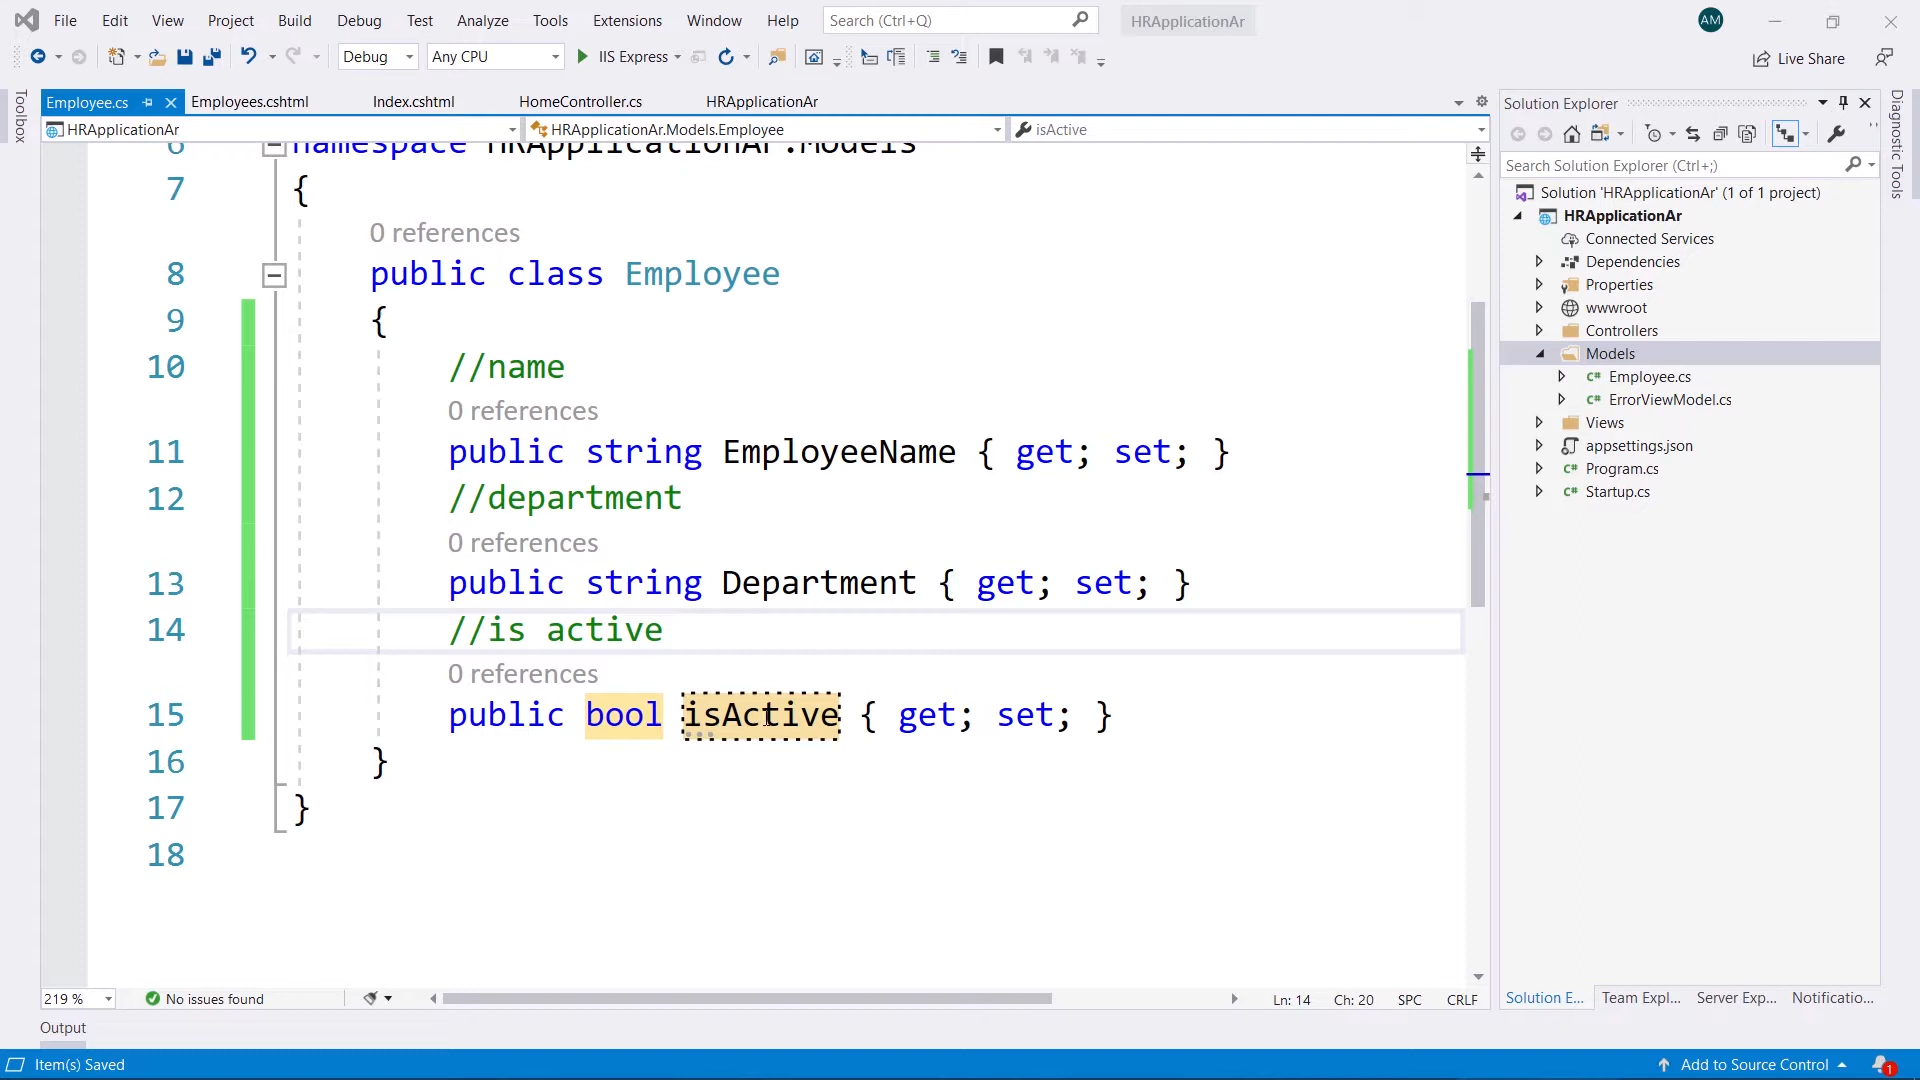 File Edit View Project Build Debug Test Analyze Tools Extensions Window Help Search (Ctrl+Q) HRApplicationAr AM
Debug Any CPU IIS Express Live Share
Toolbox
Employee.cs Employees.cshtml Index.cshtml HomeController.cs HRApplicationAr
HRApplicationAr HRApplicationAr.Models.Employee isActive
6 namespace HRApplicationAr.Models
7 {
0 references
8 public class Employee
9 {
10 //name
0 references
11 public string EmployeeName { get; set; }
12 //department
0 references
13 public string Department { get; set; }
14 //is active
0 references
15 public bool isActive { get; set; }
16 }
17 }
18
219 % No issues found Ln: 14 Ch: 20 SPC CRLF
Output
Solution Explorer
Search Solution Explorer (Ctrl+;)
Solution 'HRApplicationAr' (1 of 1 project)
HRApplicationAr
Connected Services
Dependencies
Properties
wwwroot
Controllers
Models
C# Employee.cs
C# ErrorViewModel.cs
Views
appsettings.json
C# Program.cs
C# Startup.cs
Solution E... Team Expl... Server Exp... Notificatio...
Diagnostic Tools
Item(s) Saved Add to Source Control 1